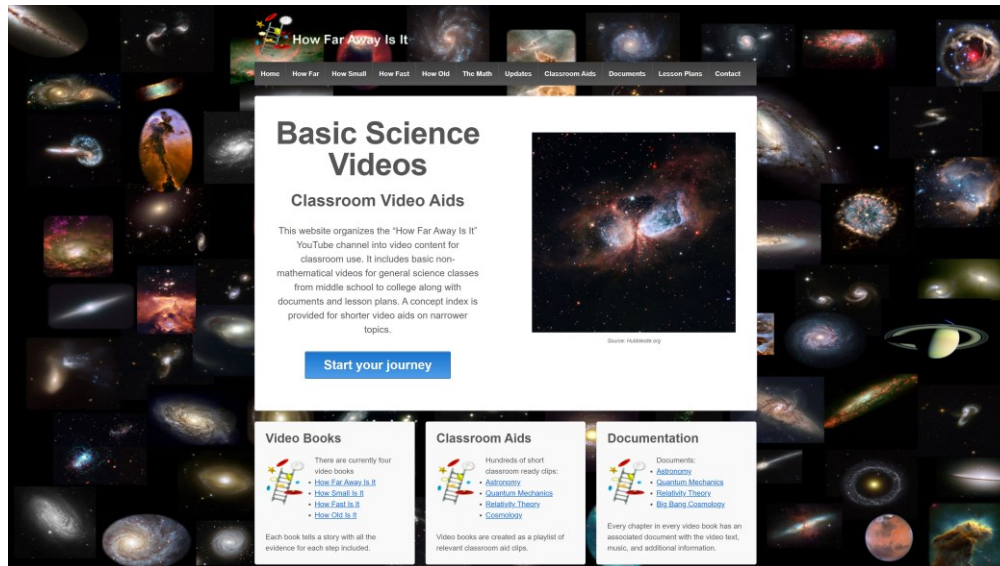 How Far Away Is It
Home How Far How Small How Fast How Old The Math Updates Classroom Aids Documents Lesson Plans Contact
Basic Science
Videos
Classroom Video Aids
This website organizes the “How Far Away Is It”
YouTube channel into video content for
classroom use. It includes basic non-
mathematical videos for general science classes
from middle school to college along with
documents and lesson plans. A concept index is
provided for shorter video aids on narrower
topics.
Start your journey
Source: Hubblesite.org
Video Books
There are currently four
video books
• How Far Away Is It
• How Small Is It
• How Fast Is It
• How Old Is It
Each book tells a story with all the
evidence for each step included.
Classroom Aids
Hundreds of short
classroom ready clips:
• Astronomy
• Quantum Mechanics
• Relativity Theory
• Cosmology
Video books are created as a playlist of
relevant classroom aid clips.
Documentation
Documents:
• Astronomy
• Quantum Mechanics
• Relativity Theory
• Big Bang Cosmology
Every chapter in every video book has an
associated document with the video text,
music, and additional information.